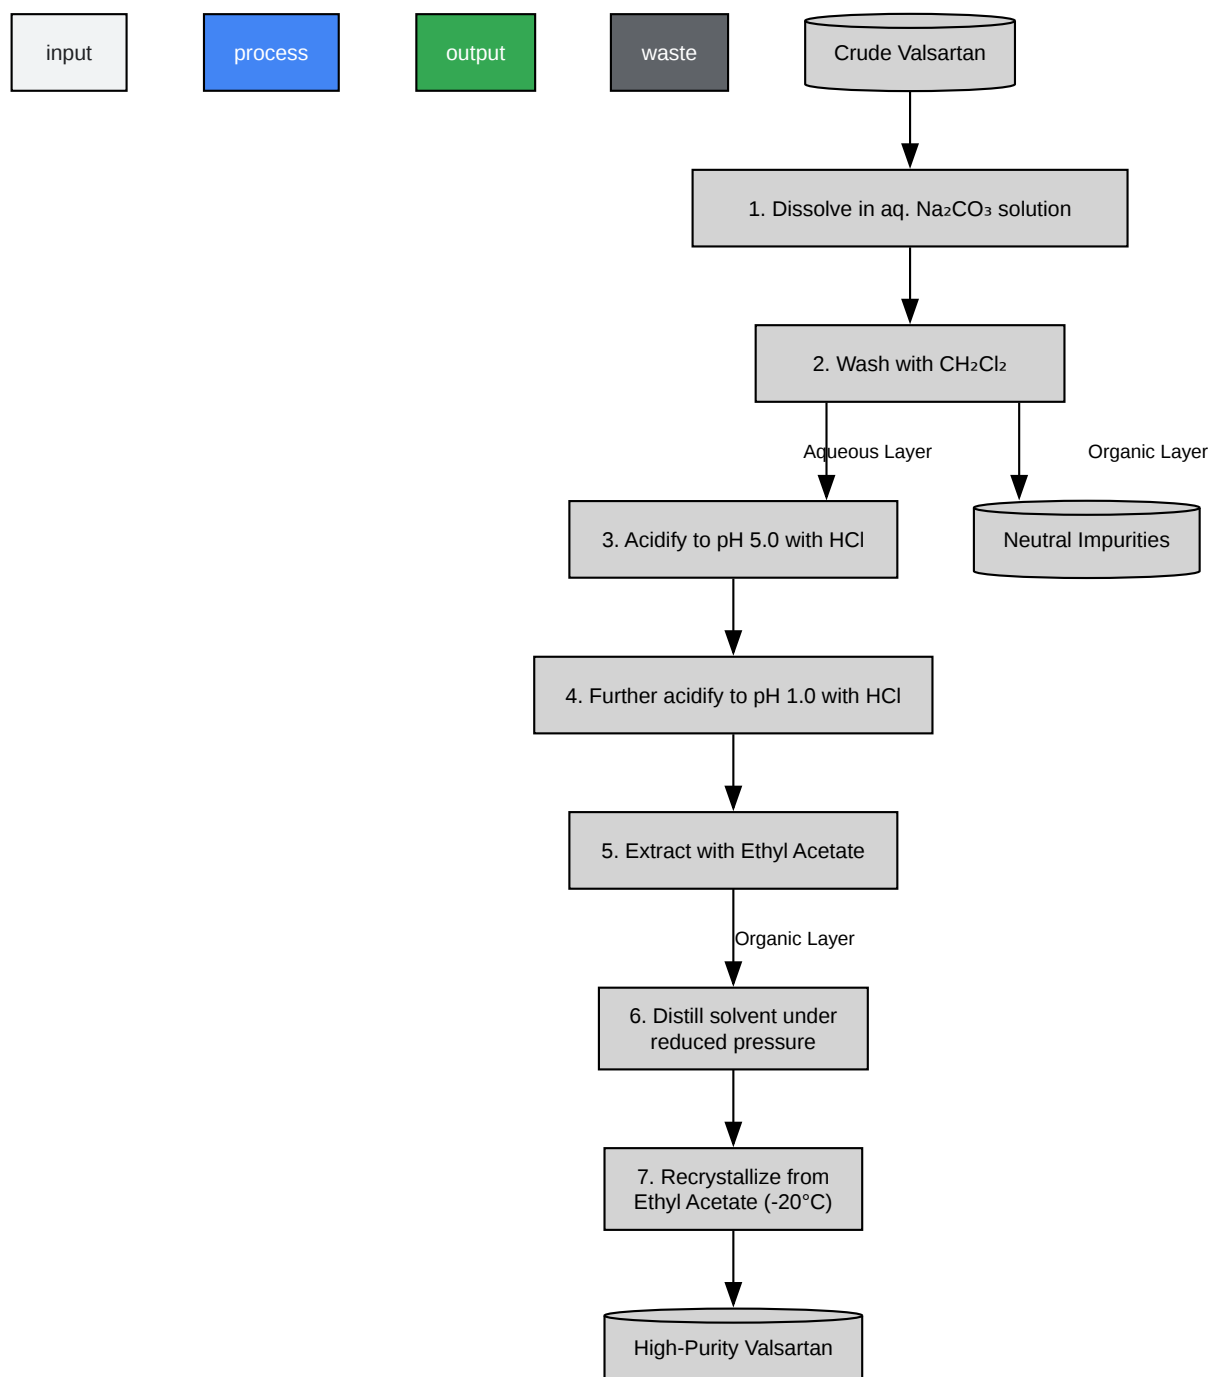 input
process
output
waste
Crude Valsartan
1. Dissolve in aq. Na₂CO₃ solution
2. Wash with CH₂Cl₂
Aqueous Layer
Organic Layer
3. Acidify to pH 5.0 with HCl
Neutral Impurities
4. Further acidify to pH 1.0 with HCl
5. Extract with Ethyl Acetate
Organic Layer
6. Distill solvent under
reduced pressure
7. Recrystallize from
Ethyl Acetate (-20°C)
High-Purity Valsartan